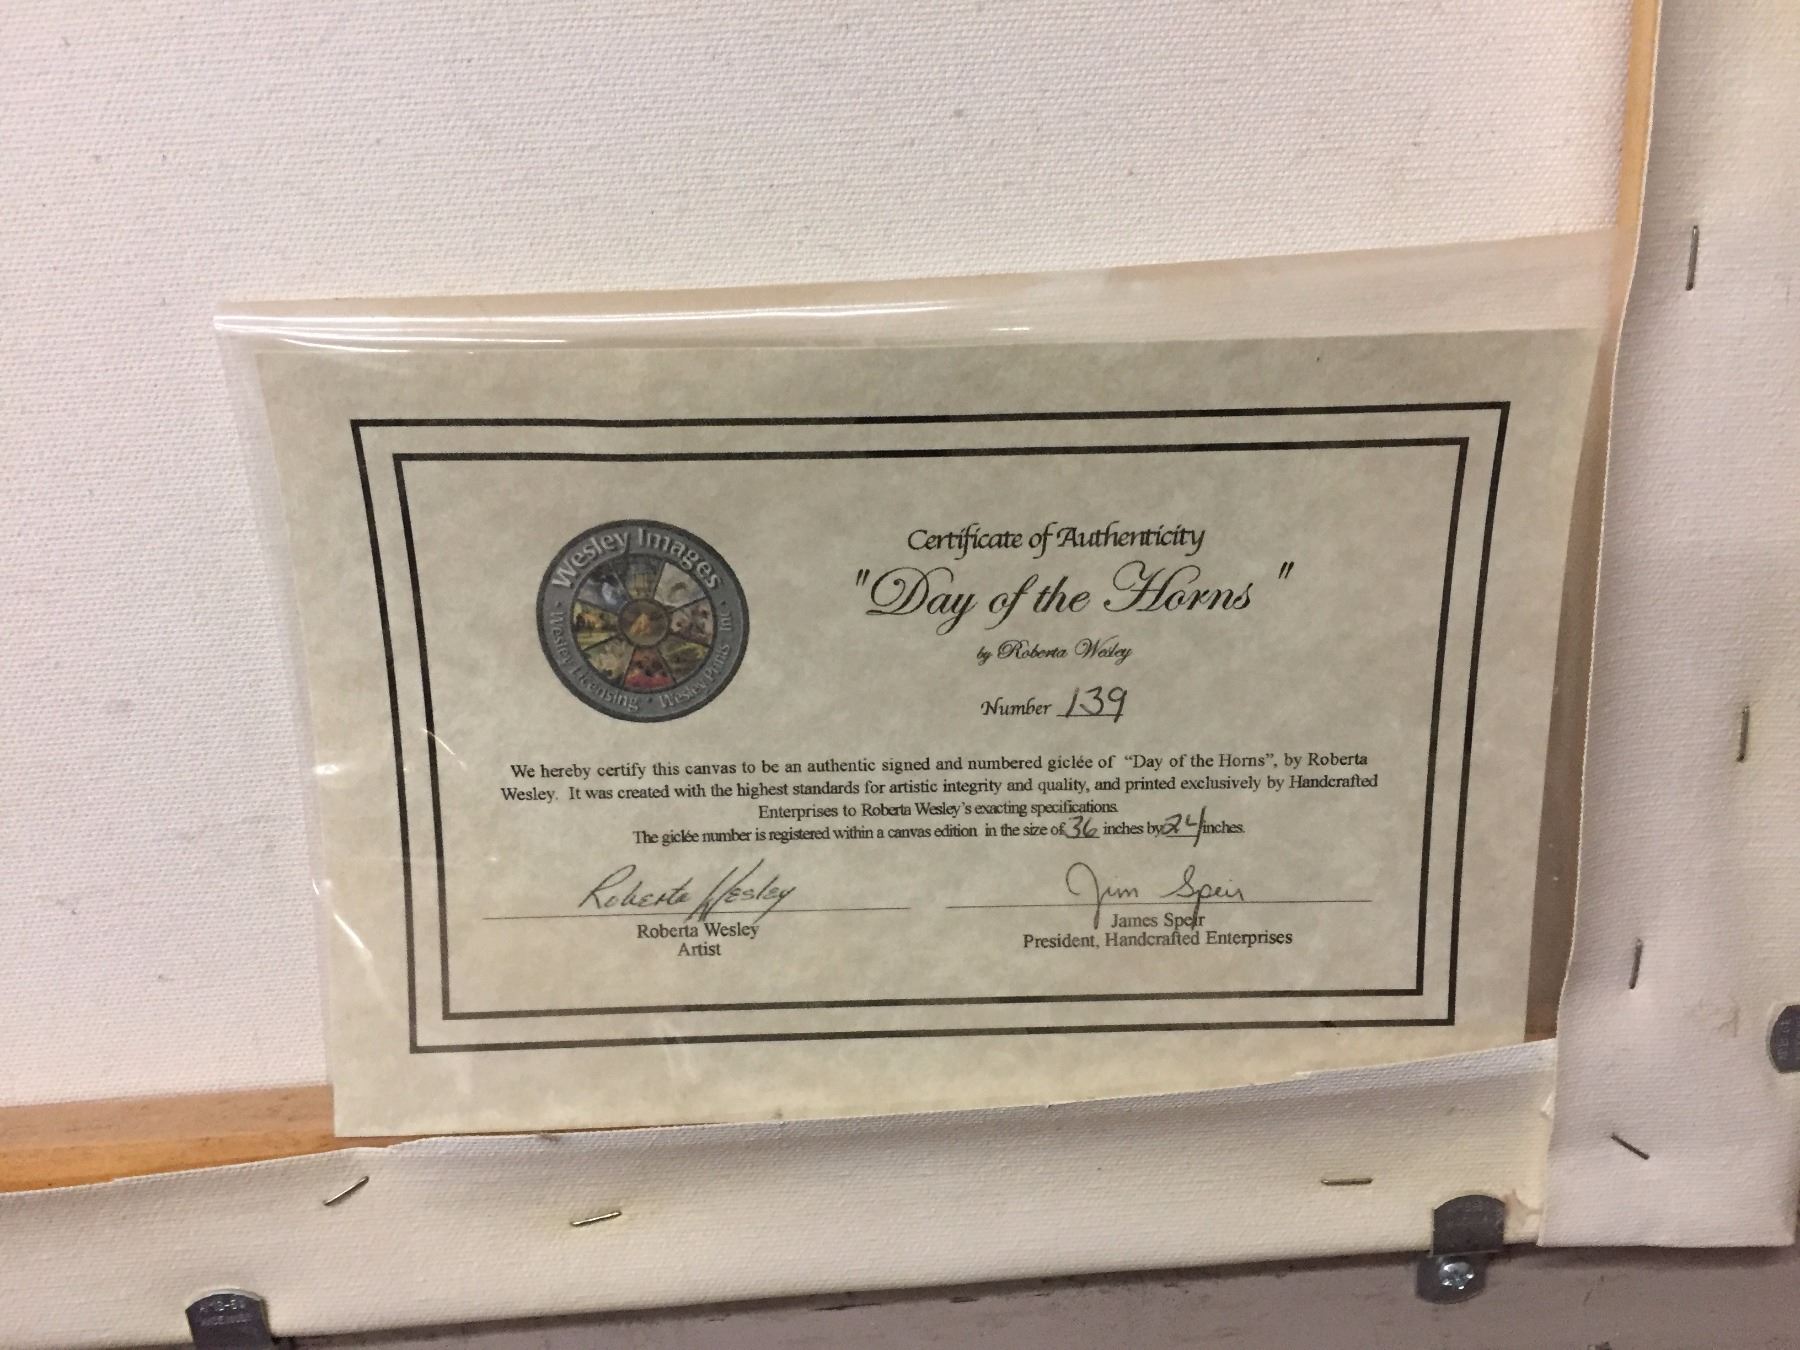 Wesley Images
Inc
Wesley Licensing · Wesley Prints
Certificate of Authenticity
"Day of the Horns"
by Roberta Wesley
Number 139
We hereby certify this canvas to be an authentic signed and numbered giclée of “Day of the Horns”, by Roberta
Wesley. It was created with the highest standards for artistic integrity and quality, and printed exclusively by Handcrafted
Enterprises to Roberta Wesley’s exacting specifications.
The giclée number is registered within a canvas edition in the size of 36 inches by 24 inches.
Roberta Wesley
Jim Speir
Roberta Wesley
Artist
James Speir
President, Handcrafted Enterprises